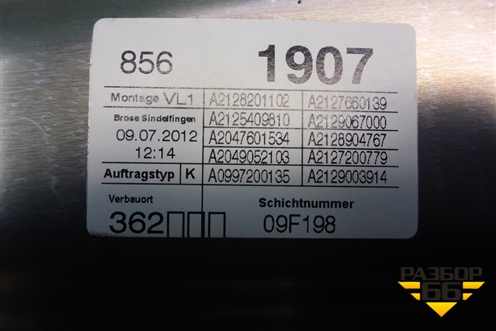 856 1907
Montage VL1 A2128201102 A2127660139
Brose Sindelfingen A2125409810 A2129067000
09.07.2012 A2047601534 A2128904767
12:14 A2049052103 A2127200779
Auftragstyp K A0997200135 A2129003914
Verbauort Schichtnummer
362▯▯▯ 09F198
РАЗБОР
66